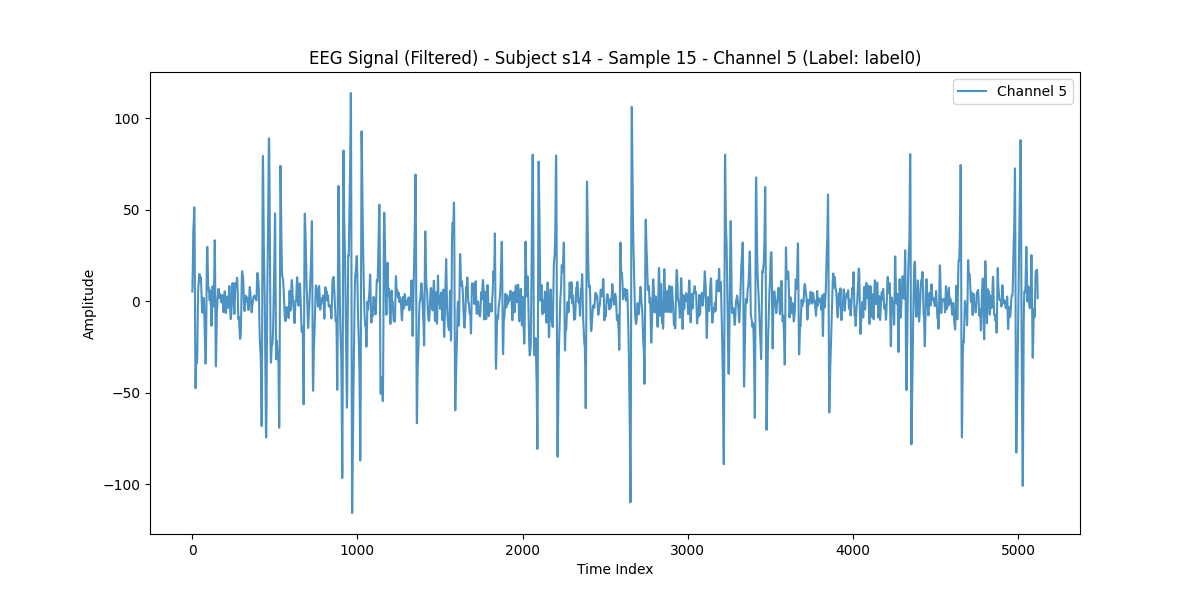 EEG Signal (Filtered) - Subject s14 - Sample 15 - Channel 5 (Label: label0)
Channel 5
100
50
0
−50
−100
Amplitude
0 1000 2000 3000 4000 5000
Time Index